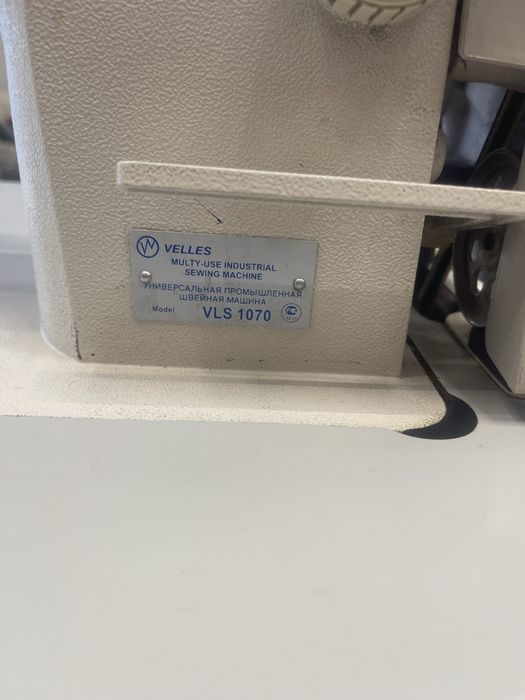 VELLES
MULTY-USE INDUSTRIAL
SEWING MACHINE
УНИВЕРСАЛЬНАЯ ПРОМЫШЛЕННАЯ
ШВЕЙНАЯ МАШИНА
Model VLS 1070